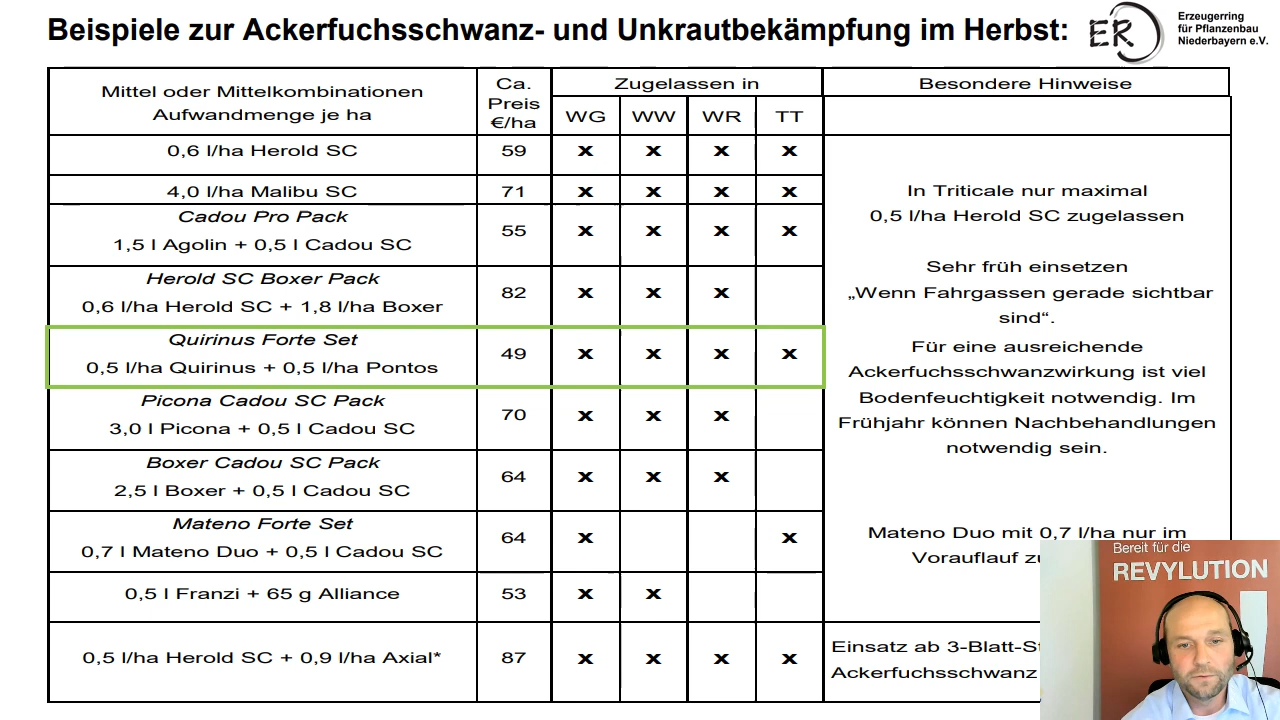 Beispiele zur Ackerfuchsschwanz- und Unkrautbekämpfung im Herbst:
ER
Erzeugerring
für Pflanzenbau
Niederbayern e.V.
Mittel oder Mittelkombinationen
Aufwandmenge je ha
Ca.
Preis
€/ha
Zugelassen in
Besondere Hinweise
WG WW WR TT
0,6 l/ha Herold SC 59 x x x x
4,0 l/ha Malibu SC 71 x x x x
Cadou Pro Pack
1,5 l Agolin + 0,5 l Cadou SC 55 x x x x
Herold SC Boxer Pack
0,6 l/ha Herold SC + 1,8 l/ha Boxer 82 x x x
Quirinus Forte Set
0,5 l/ha Quirinus + 0,5 l/ha Pontos 49 x x x x
Picona Cadou SC Pack
3,0 l Picona + 0,5 l Cadou SC 70 x x x
Boxer Cadou SC Pack
2,5 l Boxer + 0,5 l Cadou SC 64 x x x
Mateno Forte Set
0,7 l Mateno Duo + 0,5 l Cadou SC 64 x x
0,5 l Franzi + 65 g Alliance 53 x x
0,5 l/ha Herold SC + 0,9 l/ha Axial* 87 x x x x
In Triticale nur maximal
0,5 l/ha Herold SC zugelassen
Sehr früh einsetzen
„Wenn Fahrgassen gerade sichtbar
sind“.
Für eine ausreichende
Ackerfuchsschwanzwirkung ist viel
Bodenfeuchtigkeit notwendig. Im
Frühjahr können Nachbehandlungen
notwendig sein.
Mateno Duo mit 0,7 l/ha nur im
Vorauflauf
Einsatz ab 3-Blatt-
Ackerfuchsschwanz
Bereit für die
REVYLUTION